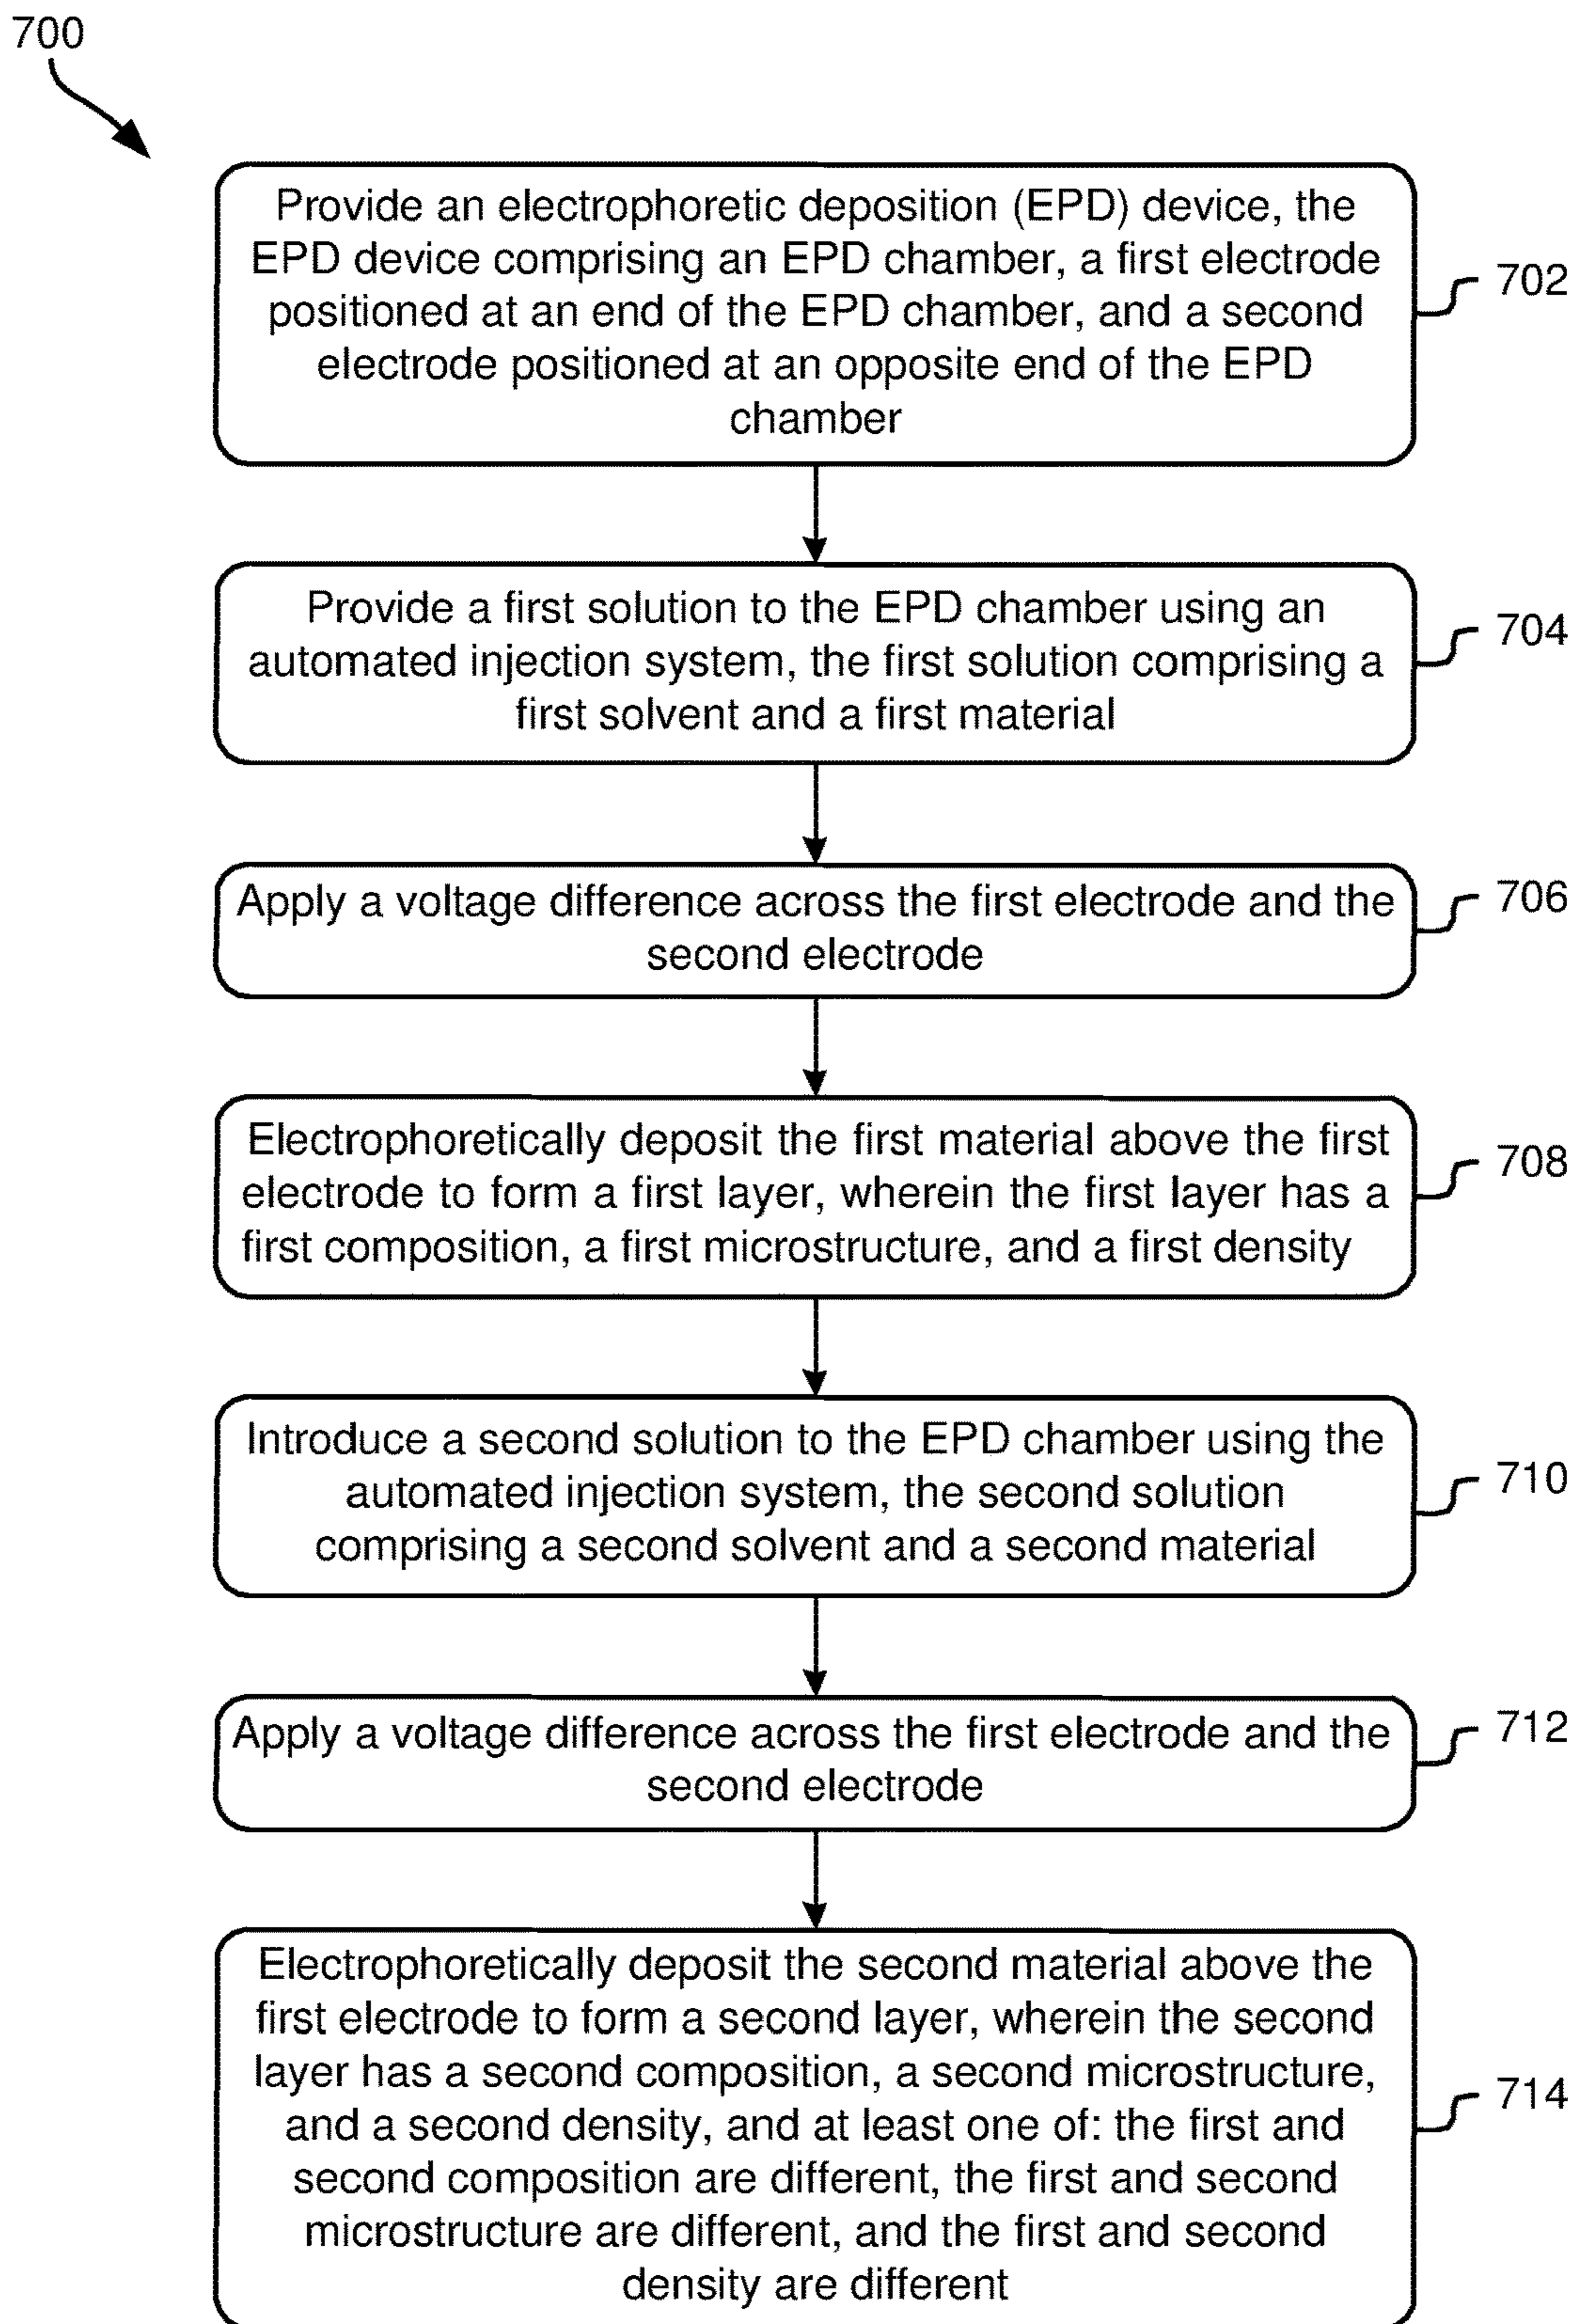 700
Provide an electrophoretic deposition (EPD) device, the
EPD device comprising an EPD chamber, a first electrode
positioned at an end of the EPD chamber, and a second
electrode positioned at an opposite end of the EPD
chamber
702
Provide a first solution to the EPD chamber using an
automated injection system, the first solution comprising a
first solvent and a first material
704
Apply a voltage difference across the first electrode and the
second electrode
706
Electrophoretically deposit the first material above the first
electrode to form a first layer, wherein the first layer has a
first composition, a first microstructure, and a first density
708
Introduce a second solution to the EPD chamber using the
automated injection system, the second solution
comprising a second solvent and a second material
710
Apply a voltage difference across the first electrode and the
second electrode
712
Electrophoretically deposit the second material above the
first electrode to form a second layer, wherein the second
layer has a second composition, a second microstructure,
and a second density, and at least one of: the first and
second composition are different, the first and second
microstructure are different, and the first and second
density are different
714